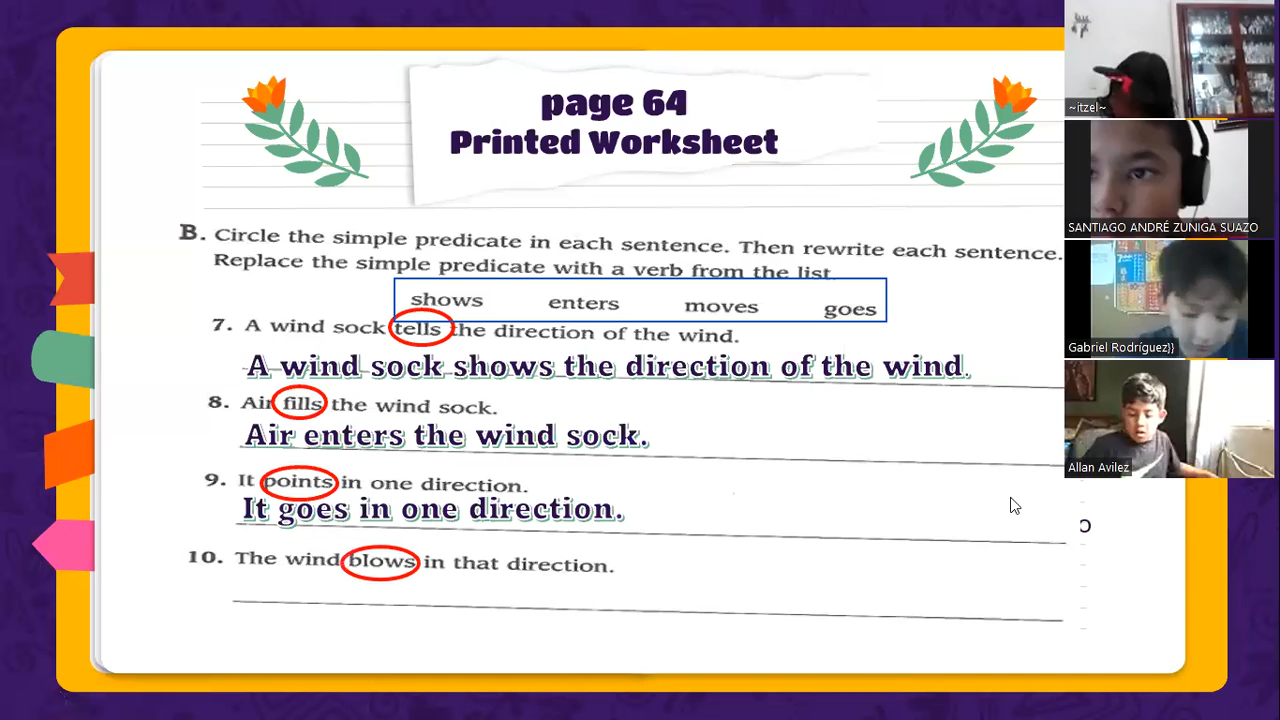 page 64
Printed Worksheet
B. Circle the simple predicate in each sentence. Then rewrite each sentence.
Replace the simple predicate with a verb from the list.
shows enters moves goes
7. A wind sock tells the direction of the wind.
A wind sock shows the direction of the wind.
8. Air fills the wind sock.
Air enters the wind sock.
9. It points in one direction.
It goes in one direction.
10. The wind blows in that direction.
~itzel~
SANTIAGO ANDRÉ ZUNIGA SUAZO
Gabriel Rodríguez}}
Allan Avilez